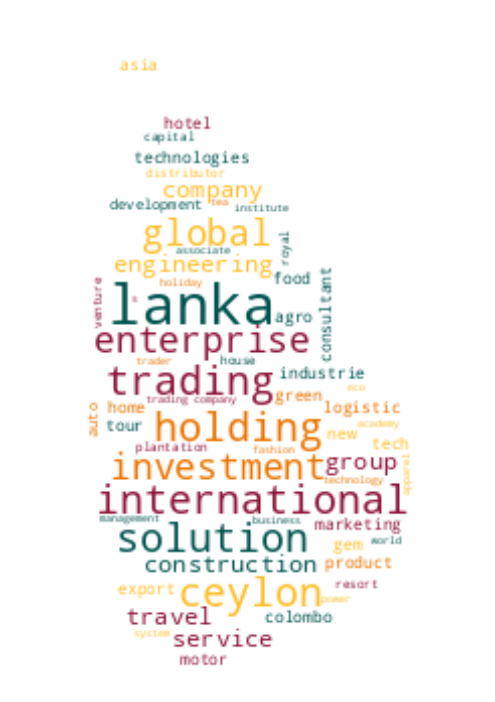 asia
hotel
capital
technologies
distributor
company
development tea institute
global
royal
associate
engineering
holiday
food
venture
s
lanka
agro
consultant
enterprise
trader
house
industrie
trading
eco
trading company
green
auto
home
logistic
tour
holding
academy
new
tech
plantation
fashion
investment
group
technology
apparel
international
management
business
marketing
solution
world
gem
construction
product
export
ceylon
resort
power
travel
colombo
system
service
motor